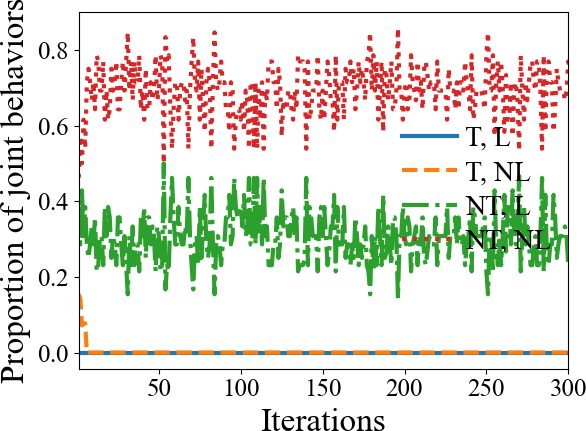 Proportion of joint behaviors
0.8
0.6
0.4
0.2
0.0
T, L
T, NL
NT, L
NT, NL
50
100
150
200
250
300
Iterations